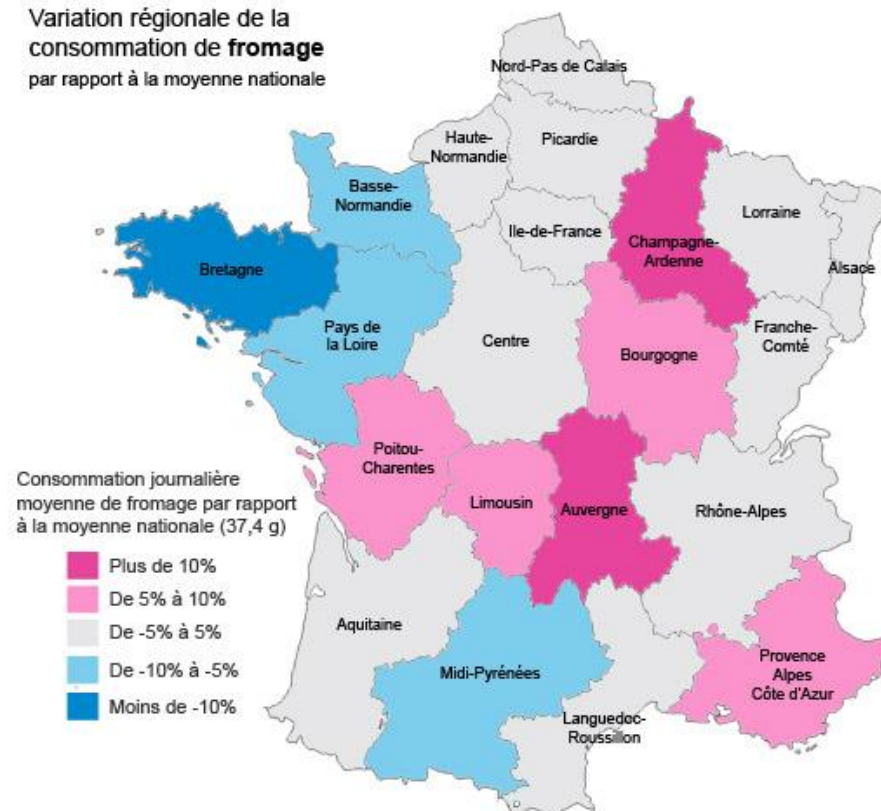 Variation régionale de la
consommation de fromage
par rapport à la moyenne nationale
Nord-Pas de Calais
Haute-
Normandie
Picardie
Basse-
Normandie
Ile-de-France
Champagne-
Ardenne
Lorraine
Alsace
Bretagne
Pays de
la Loire
Centre
Bourgogne
Franche-
Comté
Poitou-
Charentes
Limousin
Auvergne
Rhône-Alpes
Consommation journalière
moyenne de fromage par rapport
à la moyenne nationale (37,4 g)
Plus de 10%
De 5% à 10%
De -5% à 5%
De -10% à -5%
Moins de -10%
Aquitaine
Midi-Pyrénées
Languedoc-
Roussillon
Provence
Alpes
Côte d'Azur